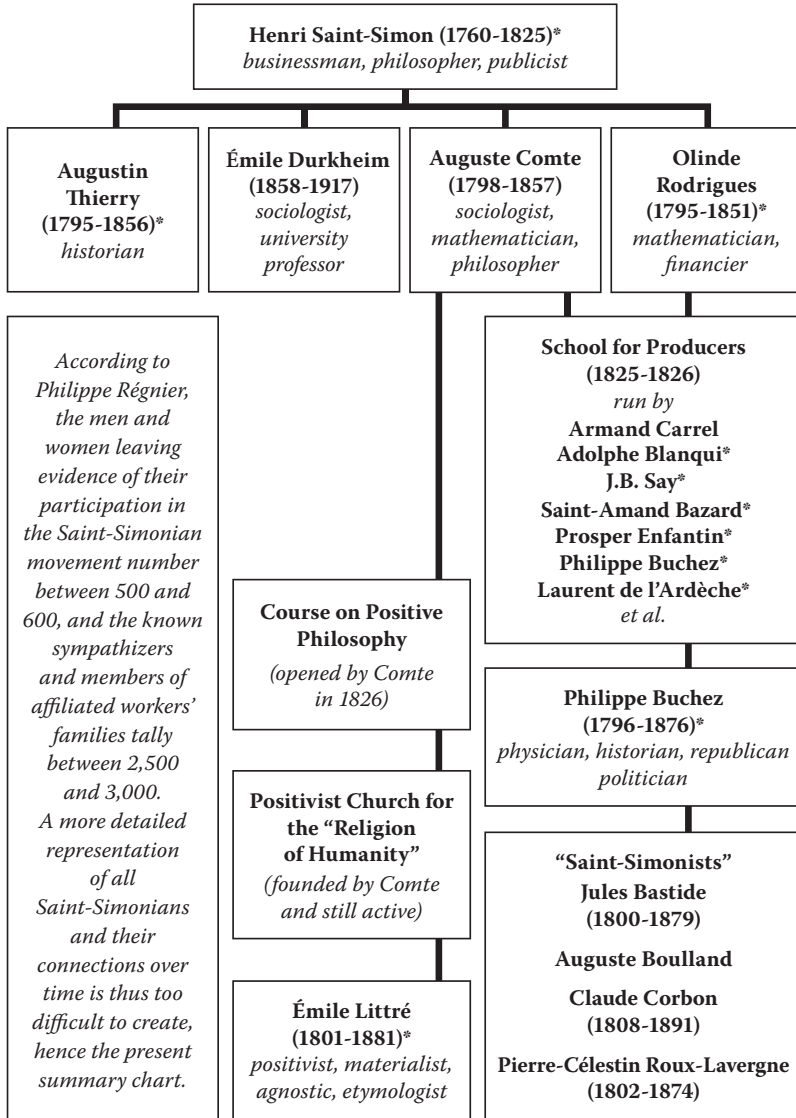 Henri Saint-Simon (1760-1825)*
businessman, philosopher, publicist
Augustin
Thierry
(1795-1856)*
historian
Émile Durkheim
(1858-1917)
sociologist,
university
professor
Auguste Comte
(1798-1857)
sociologist,
mathematician,
philosopher
Olinde
Rodrigues
(1795-1851)*
mathematician,
financier
According to
Philippe Régnier,
the men and
women leaving
evidence of their
participation in
the Saint-Simonian
movement number
between 500 and
600, and the known
sympathizers
and members of
affiliated workers’
families tally
between 2,500
and 3,000.
A more detailed
representation
of all
Saint-Simonians
and their
connections over
time is thus too
difficult to create,
hence the present
summary chart.
Course on Positive
Philosophy
(opened by Comte
in 1826)
Positivist Church for
the “Religion
of Humanity”
(founded by Comte
and still active)
Émile Littré
(1801-1881)*
positivist, materialist,
agnostic, etymologist
School for Producers
(1825-1826)
run by
Armand Carrel
Adolphe Blanqui*
J.B. Say*
Saint-Amand Bazard*
Prosper Enfantin*
Philippe Buchez*
Laurent de l’Ardèche*
et al.
Philippe Buchez
(1796-1876)*
physician, historian, republican
politician
“Saint-Simonists”
Jules Bastide
(1800-1879)
Auguste Boulland
Claude Corbon
(1808-1891)
Pierre-Célestin Roux-Lavergne
(1802-1874)